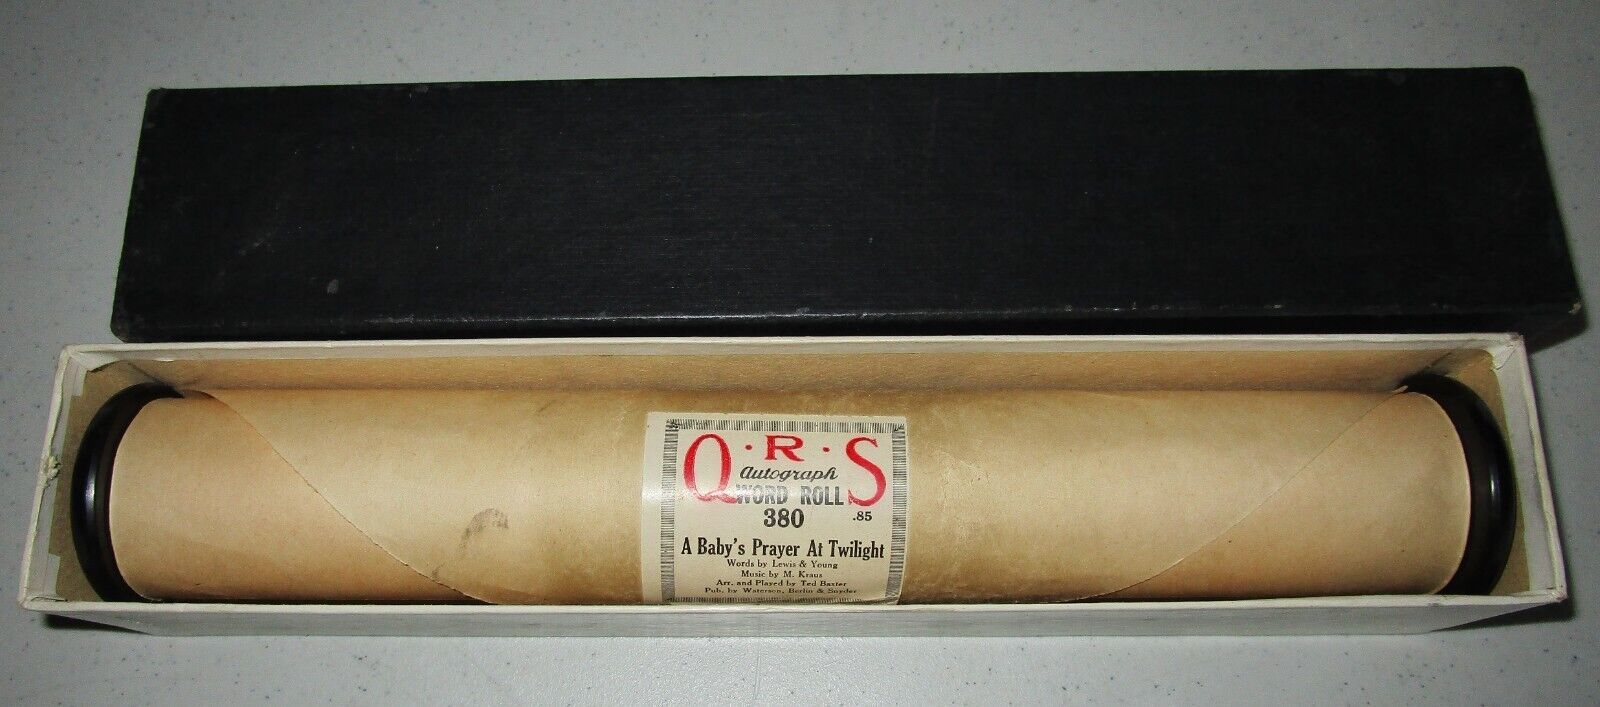 Q·R·S
Autograph
WORD ROLL
380 .85
A Baby's Prayer At Twilight
Words by Lewis & Young
Music by M. Kraus
Arr. and Played by Ted Baxter
Pub. by Waterson, Berlin & Snyder